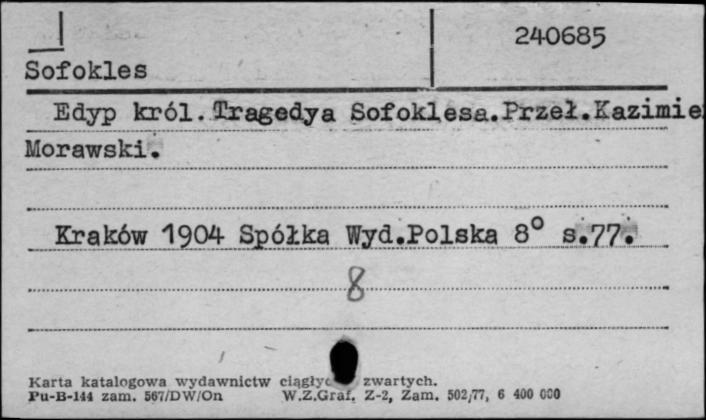 240685
Sofokles
Edyp król. Tragedya Sofoklesa. Przeł. Kazimie
Morawski.
Kraków 1904 Spółka Wyd. Polska 8° s. 77.
8
Karta katalogowa wydawnictw ciągłyc zwartych.
Pu-B-144 zam. 567/DW/On W.Z.Graf. Z-2, Zam. 502/77, 6 400 000